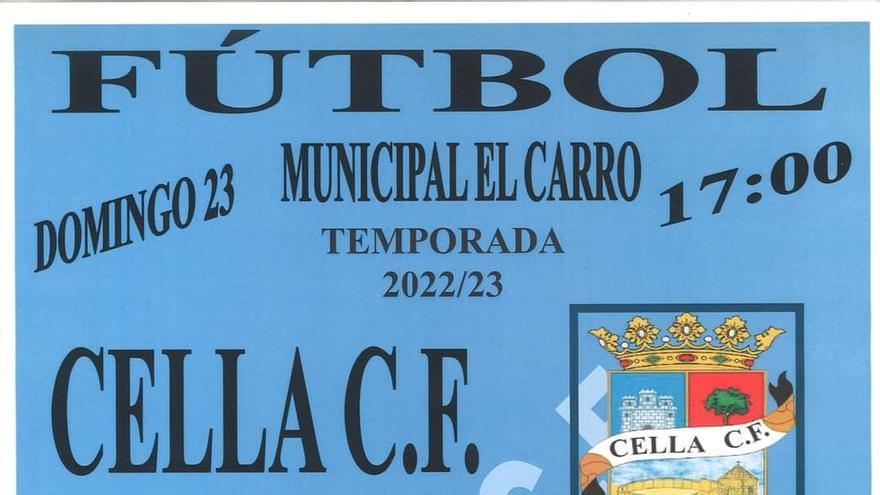 FÚTBOL
DOMINGO 23
MUNICIPAL EL CARRO
17:00
TEMPORADA
2022/23
CELLA C.F.
CELLA C.F.